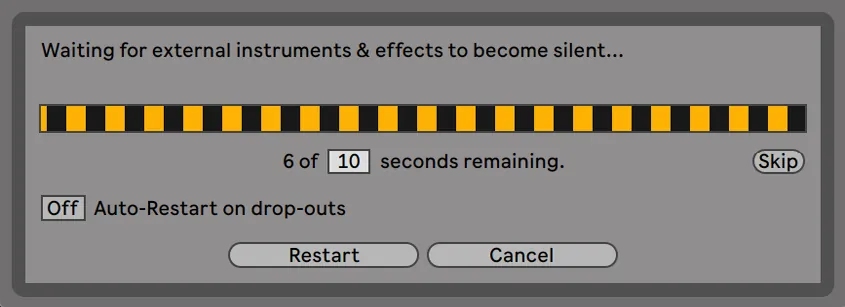 Waiting for external instruments & effects to become silent...
6 of 10 seconds remaining. Skip
Off Auto-Restart on drop-outs
Restart Cancel